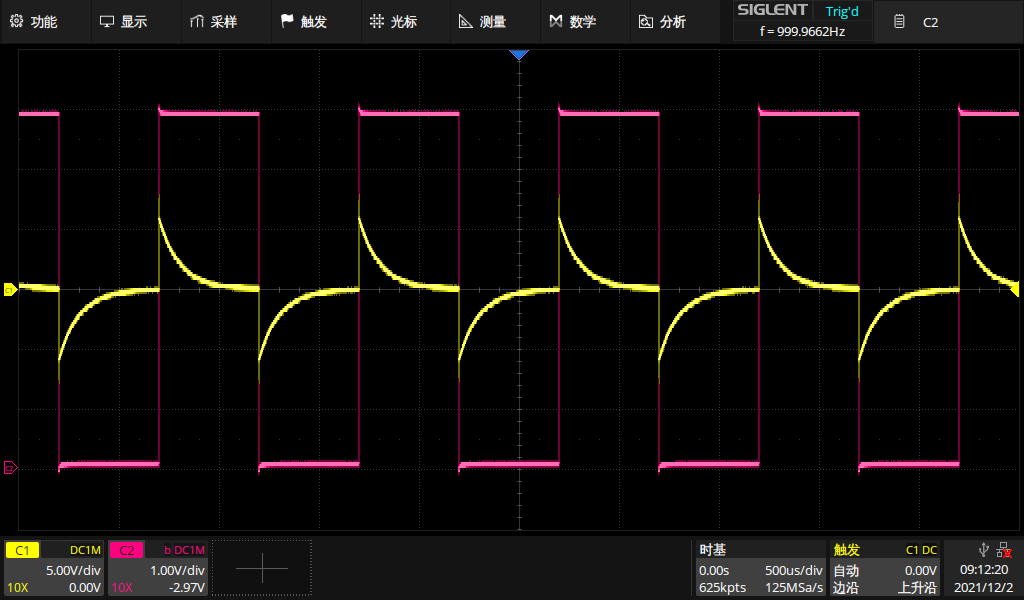 功能 显示 采样 触发 光标 测量 数学 分析 SIGLENT Trig'd C2
f = 999.9662Hz
C1
C2
C1 DC1M C2 b DC1M 时基 触发 C1 DC
5.00V/div 1.00V/div 0.00s 500us/div 自动 0.00V 09:12:20
10X 0.00V 10X -2.97V 625kpts 125MSa/s 边沿 上升沿 2021/12/2